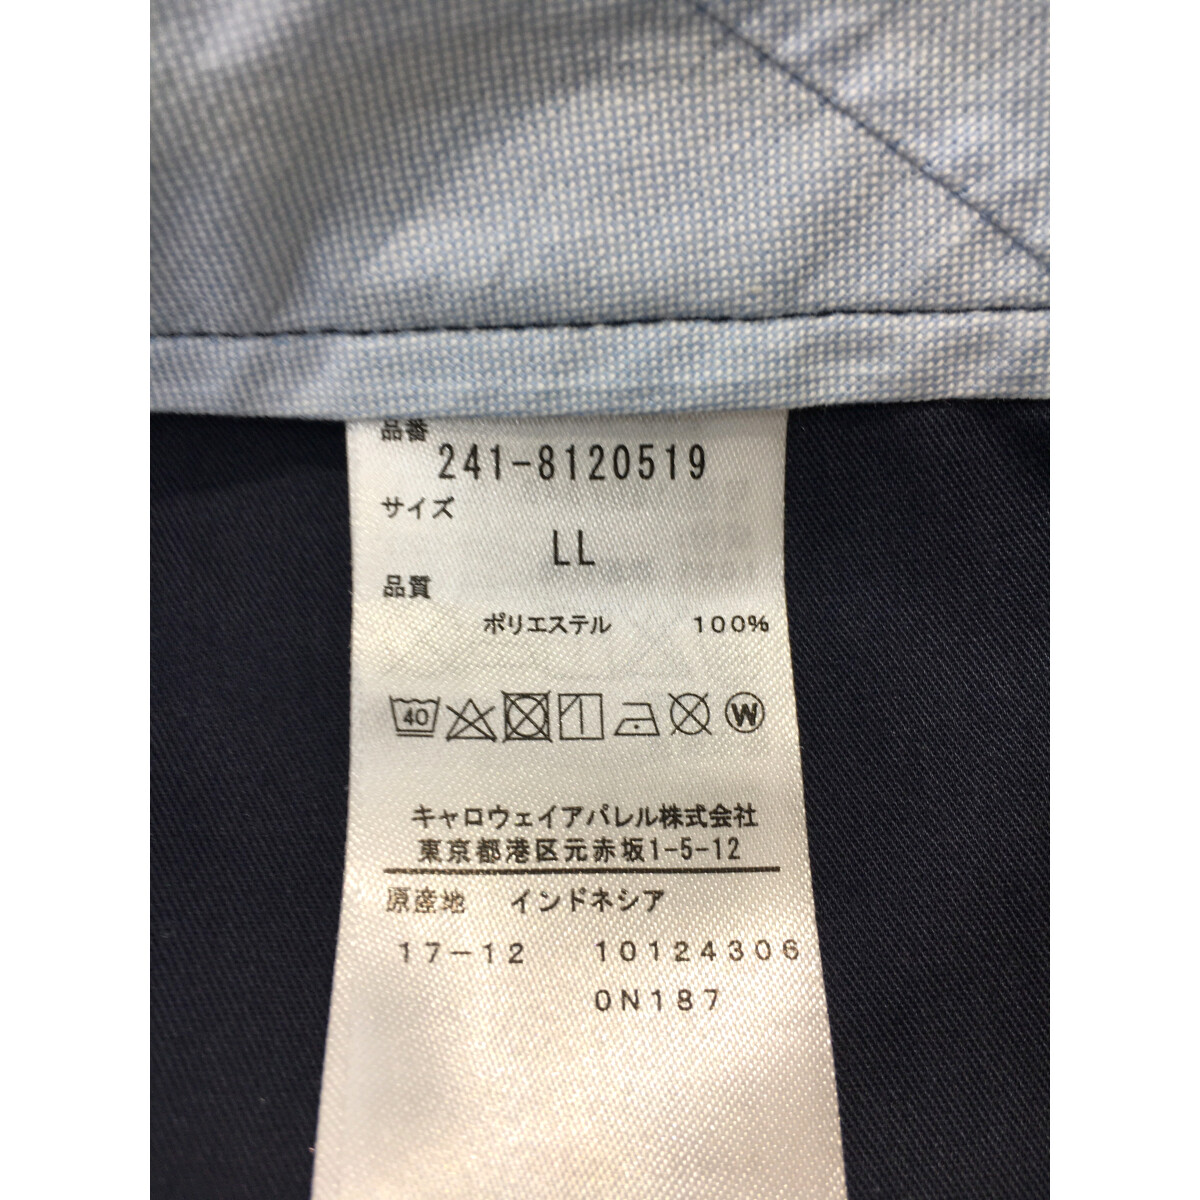 品番
241-8120519
サイズ
LL
品質
ポリエステル 100%
40 W
キャロウェイアパレル株式会社
東京都港区元赤坂1-5-12
原産地 インドネシア
17-12 10124306
0N187